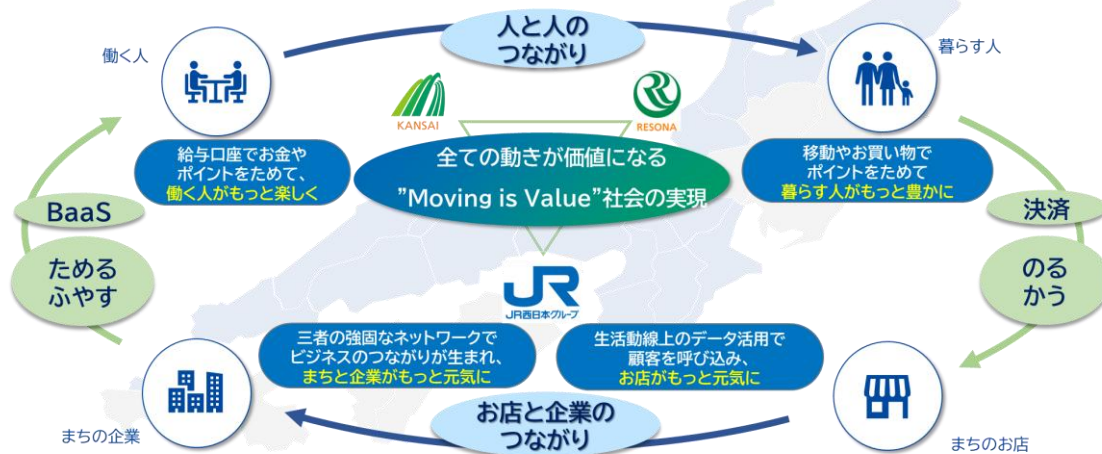 人と人の
つながり
働く人
暮らす人
KANSAI
RESONA
給与口座でお金や
ポイントをためて、
働く人がもっと楽しく
全ての動きが価値になる
"Moving is Value"社会の実現
移動やお買い物で
ポイントをためて
暮らす人がもっと豊かに
BaaS
ためる
ふやす
決済
のる
かう
JR
JR西日本グループ
三者の強固なネットワークで
ビジネスのつながりが生まれ、
まちと企業がもっと元気に
生活動線上のデータ活用で
顧客を呼び込み、
お店がもっと元気に
まちの企業
お店と企業の
つながり
まちのお店